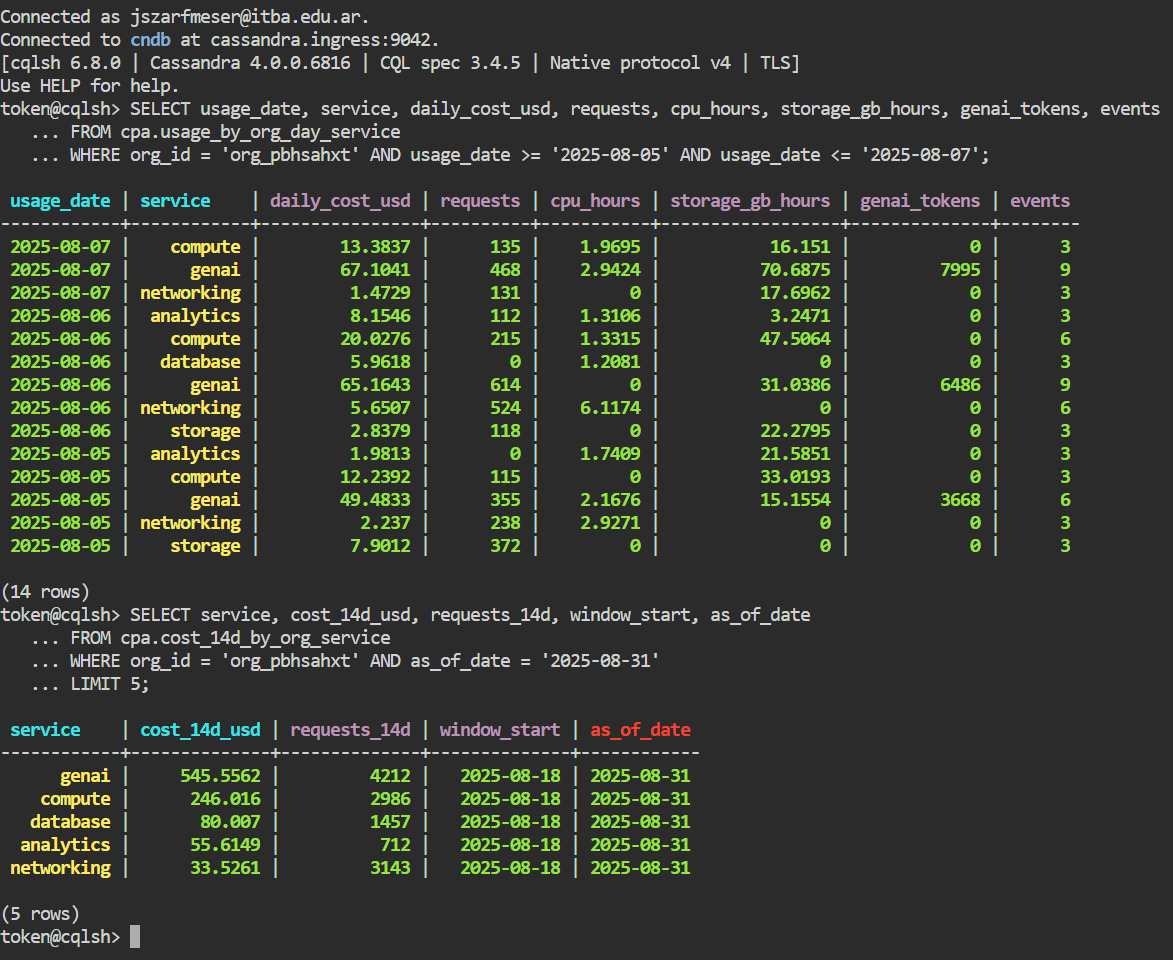 Connected as jszarfmeser@itba.edu.ar.
Connected to cndb at cassandra.ingress:9042.
[cqlsh 6.8.0 | Cassandra 4.0.0.6816 | CQL spec 3.4.5 | Native protocol v4 | TLS]
Use HELP for help.
token@cqlsh> SELECT usage_date, service, daily_cost_usd, requests, cpu_hours, storage_gb_hours, genai_tokens, events
   ... FROM cpa.usage_by_org_day_service
   ... WHERE org_id = 'org_pbhsahxt' AND usage_date >= '2025-08-05' AND usage_date <= '2025-08-07';
 usage_date | service    | daily_cost_usd | requests | cpu_hours | storage_gb_hours | genai_tokens | events
------------+------------+----------------+----------+-----------+------------------+--------------+--------
 2025-08-07 |    compute |        13.3837 |      135 |    1.9695 |           16.151 |            0 |      3
 2025-08-07 |      genai |        67.1041 |      468 |    2.9424 |          70.6875 |         7995 |      9
 2025-08-07 | networking |         1.4729 |      131 |         0 |          17.6962 |            0 |      3
 2025-08-06 |  analytics |         8.1546 |      112 |    1.3106 |           3.2471 |            0 |      3
 2025-08-06 |    compute |        20.0276 |      215 |    1.3315 |          47.5064 |            0 |      6
 2025-08-06 |   database |         5.9618 |        0 |    1.2081 |                0 |            0 |      3
 2025-08-06 |      genai |        65.1643 |      614 |         0 |          31.0386 |         6486 |      9
 2025-08-06 | networking |         5.6507 |      524 |    6.1174 |                0 |            0 |      6
 2025-08-06 |    storage |         2.8379 |      118 |         0 |          22.2795 |            0 |      3
 2025-08-05 |  analytics |         1.9813 |        0 |    1.7409 |          21.5851 |            0 |      3
 2025-08-05 |    compute |        12.2392 |      115 |         0 |          33.0193 |            0 |      3
 2025-08-05 |      genai |        49.4833 |      355 |    2.1676 |          15.1554 |         3668 |      6
 2025-08-05 | networking |          2.237 |      238 |    2.9271 |                0 |            0 |      3
 2025-08-05 |    storage |         7.9012 |      372 |         0 |                0 |            0 |      3
(14 rows)
token@cqlsh> SELECT service, cost_14d_usd, requests_14d, window_start, as_of_date
   ... FROM cpa.cost_14d_by_org_service
   ... WHERE org_id = 'org_pbhsahxt' AND as_of_date = '2025-08-31'
   ... LIMIT 5;
 service    | cost_14d_usd | requests_14d | window_start | as_of_date
------------+--------------+--------------+--------------+------------
      genai |     545.5562 |         4212 |   2025-08-18 | 2025-08-31
    compute |      246.016 |         2986 |   2025-08-18 | 2025-08-31
   database |       80.007 |         1457 |   2025-08-18 | 2025-08-31
  analytics |      55.6149 |          712 |   2025-08-18 | 2025-08-31
 networking |      33.5261 |         3143 |   2025-08-18 | 2025-08-31
(5 rows)
token@cqlsh>